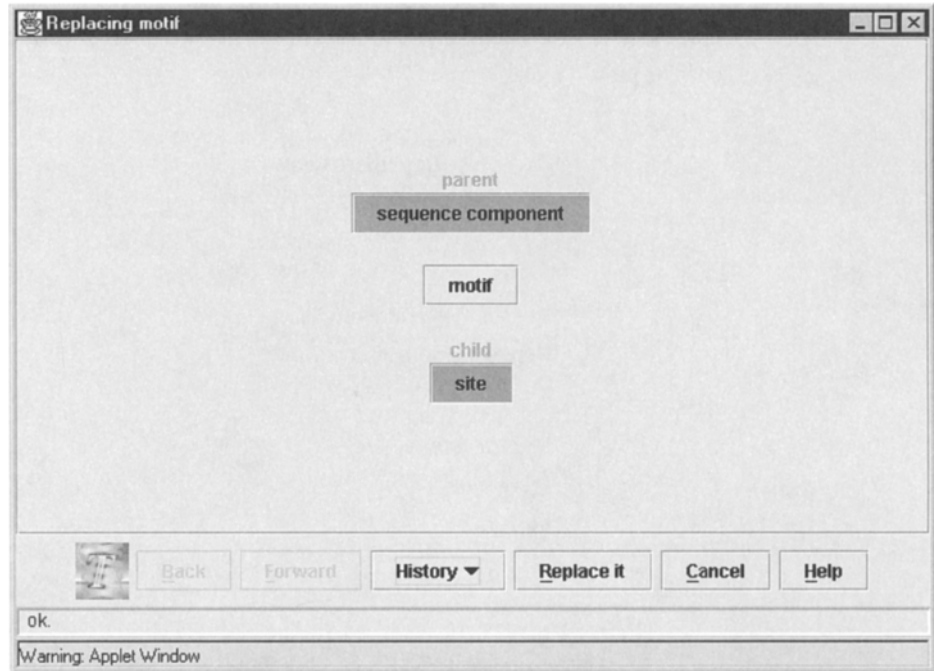 Replacing motif
parent
sequence component
motif
child
site
Back Forward History Replace it Cancel Help
ok.
Warning: Applet Window